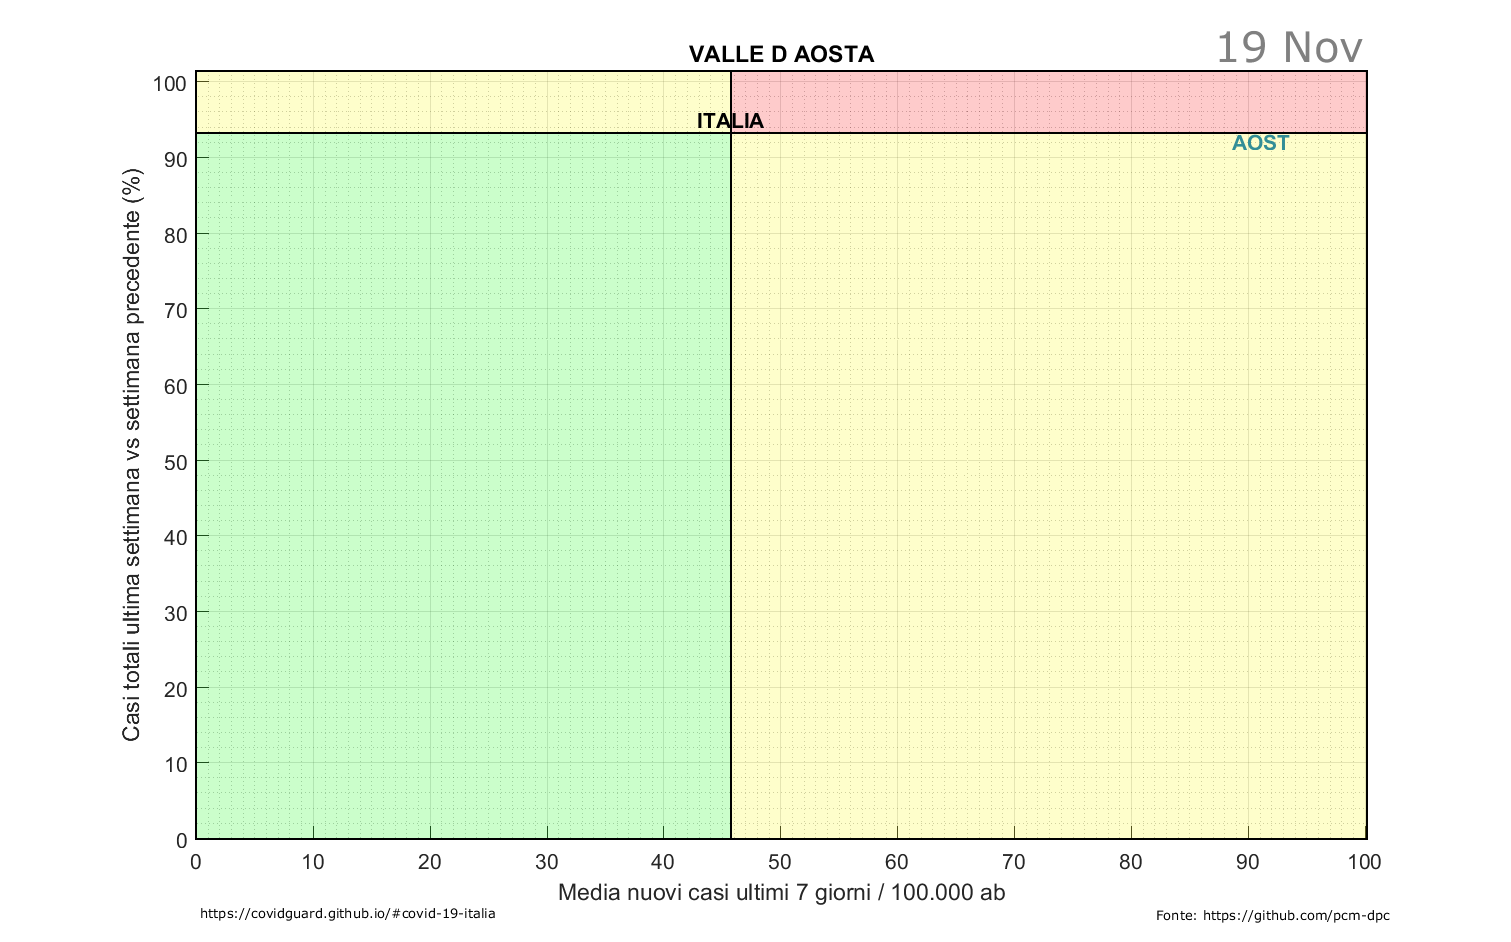 19 Nov
VALLE D AOSTA
100
ITALIA
AOST
90
80
70
60
50
40
30
20
10
0
Casi totali ultima settimana vs settimana precedente (%)
0 10 20 30 40 50 60 70 80 90 100
Media nuovi casi ultimi 7 giorni / 100.000 ab
https://covidguard.github.io/#covid-19-italia
Fonte: https://github.com/pcm-dpc